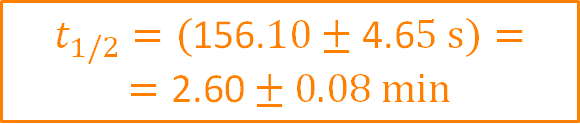 t₁/₂ = (156.10 ± 4.65 s) =
= 2.60 ± 0.08 min